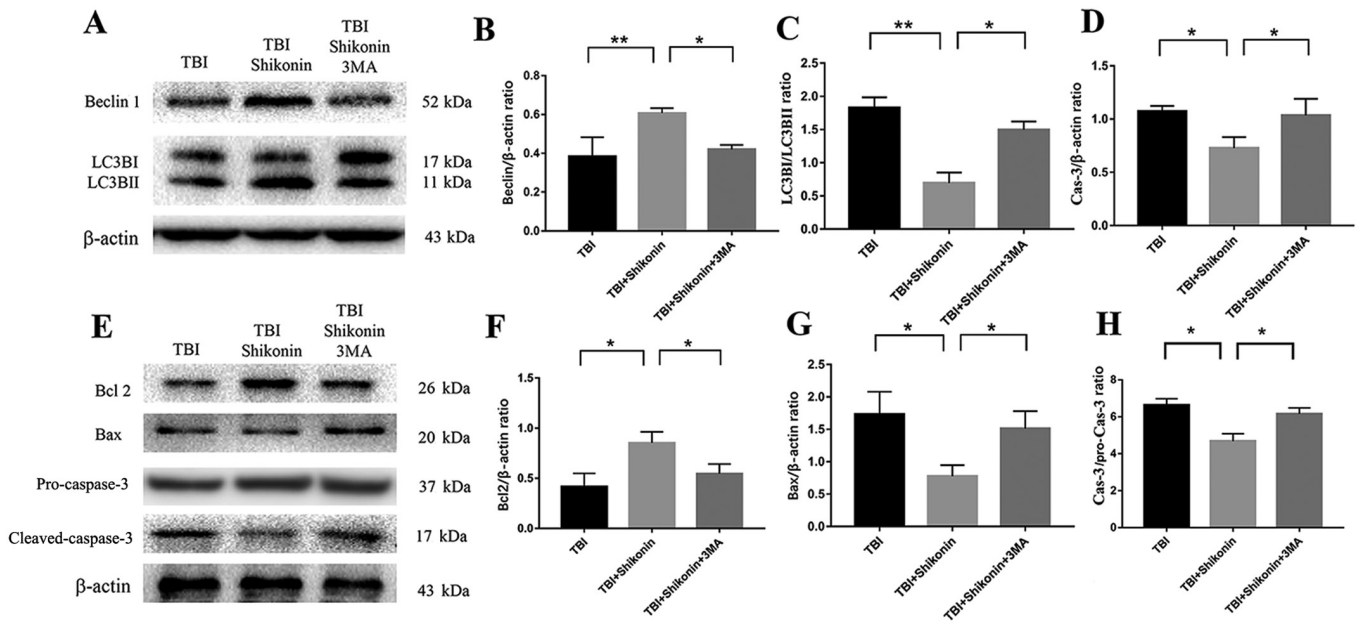 A
TBI
TBI
Shikonin
TBI
Shikonin
3MA
Beclin 1
52 kDa
LC3BI
17 kDa
LC3BII
11 kDa
β-actin
43 kDa
B
**
*
Beclin/β-actin ratio
0.8
0.6
0.4
0.2
0.0
TBI
TBI+Shikonin
TBI+Shikonin+3MA
C
**
*
LC3BI/LC3BII ratio
2.0
1.5
1.0
0.5
0.0
TBI
TBI+Shikonin
TBI+Shikonin+3MA
D
*
*
Cas-3/β-actin ratio
1.5
1.0
0.5
0.0
TBI
TBI+Shikonin
TBI+Shikonin+3MA
E
TBI
TBI
Shikonin
TBI
Shikonin
3MA
Bcl 2
26 kDa
Bax
20 kDa
Pro-caspase-3
37 kDa
Cleaved-caspase-3
17 kDa
β-actin
43 kDa
F
*
*
Bcl2/β-actin ratio
1.5
1.0
0.5
0.0
TBI
TBI+Shikonin
TBI+Shikonin+3MA
G
*
*
Bax/β-actin ratio
2.5
2.0
1.5
1.0
0.5
0.0
TBI
TBI+Shikonin
TBI+Shikonin+3MA
H
*
*
Cas-3/pro-Cas-3 ratio
8
6
4
2
0
TBI
TBI+Shikonin
TBI+Shikonin+3MA